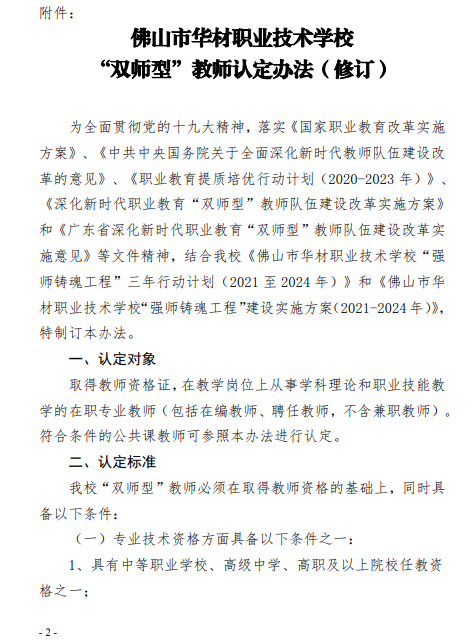 附件：
佛山市华材职业技术学校
“双师型”教师认定办法（修订）
为全面贯彻党的十九大精神，落实《国家职业教育改革实施
方案》、《中共中央国务院关于全面深化新时代教师队伍建设改
革的意见》、《职业教育提质培优行动计划（2020-2023 年）》、
《深化新时代职业教育“双师型”教师队伍建设改革实施方案》
和《广东省深化新时代职业教育“双师型”教师队伍建设改革实
施意见》等文件精神，结合我校《佛山市华材职业技术学校“强
师铸魂工程”三年行动计划（2021 至 2024 年）》和《佛山市华
材职业技术学校“强师铸魂工程”建设实施方案（2021-2024 年）》，
特制订本办法。
一、认定对象
取得教师资格证，在教学岗位上从事学科理论和职业技能教
学的在职专业教师（包括在编教师、聘任教师，不含兼职教师）。
符合条件的公共课教师可参照本办法进行认定。
二、认定标准
我校“双师型”教师必须在取得教师资格的基础上，同时具
备以下条件：
（一）专业技术资格方面具备以下条件之一：
1、具有中等职业学校、高级中学、高职及以上院校任教资
格之一；
- 2 -